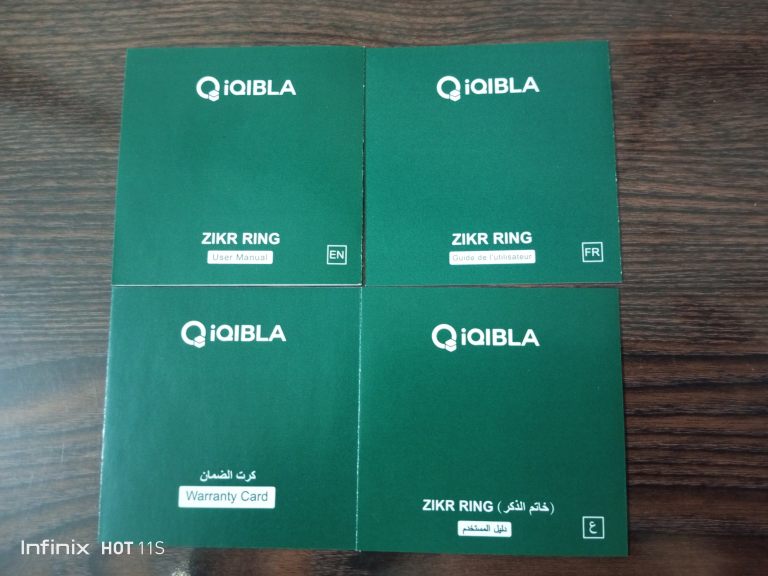 iQIBLA
ZIKR RING
User Manual
EN
iQIBLA
ZIKR RING
Guide de l'utilisateur
FR
iQIBLA
كرت الضمان
Warranty Card
iQIBLA
ZIKR RING (خاتم الذكر)
دليل المستخدم
ع
Infinix HOT 11S